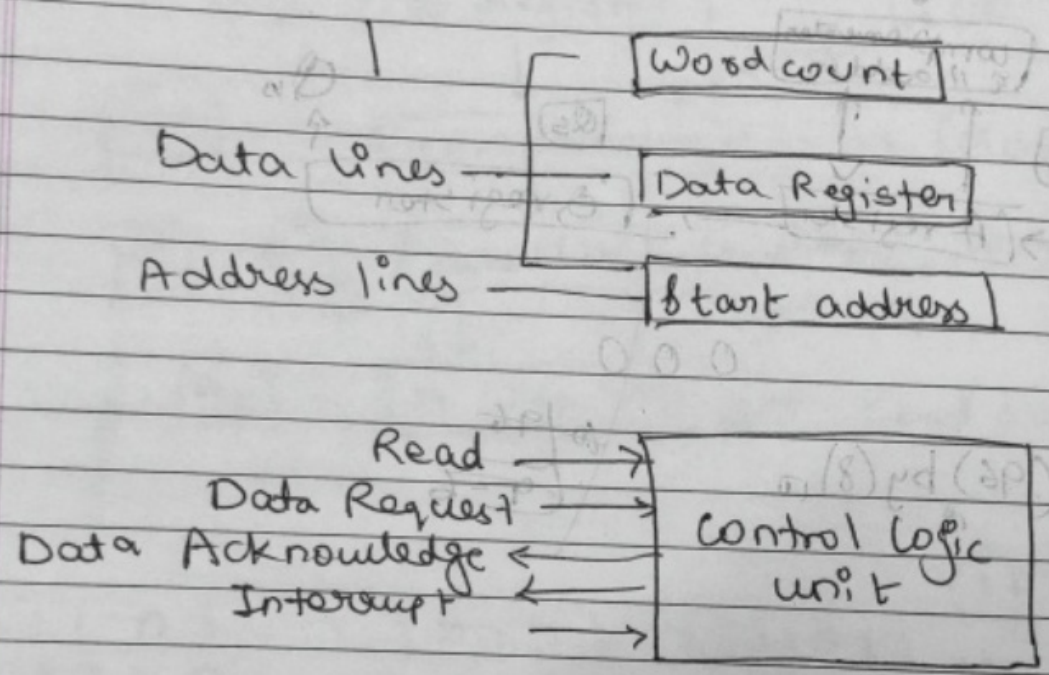 Word count
Data lines
Data Register
Address lines
Start address
Read
Data Request
Data Acknowledge
Interrupt
Control Logic
unit